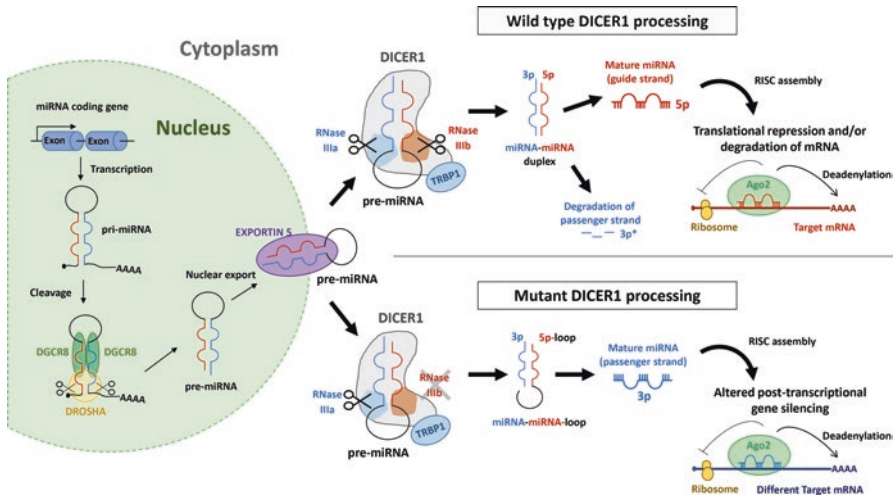 Cytoplasm
Nucleus
miRNA coding gene
Exon
Exon
Transcription
pri-miRNA
AAAA
Cleavage
DGCR8
DGCR8
DROSHA
AAAA
pre-miRNA
Nuclear export
EXPORTIN 5
pre-miRNA
Wild type DICER1 processing
DICER1
RNase
IIIa
RNase
IIIb
TRBP1
pre-miRNA
3p 5p
miRNA-miRNA
duplex
Mature miRNA
(guide strand)
5p
Degradation of
passenger strand
3p*
RISC assembly
Translational repression and/or
degradation of mRNA
Ago2
Deadenylation
AAAA
Ribosome
Target mRNA
Mutant DICER1 processing
DICER1
RNase
IIIa
RNase
IIIb
TRBP1
pre-miRNA
3p 5p-loop
miRNA-miRNA-loop
Mature miRNA
(passenger strand)
3p
RISC assembly
Altered post-transcriptional
gene silencing
Ago2
Deadenylation
AAAA
Ribosome
Different Target mRNA